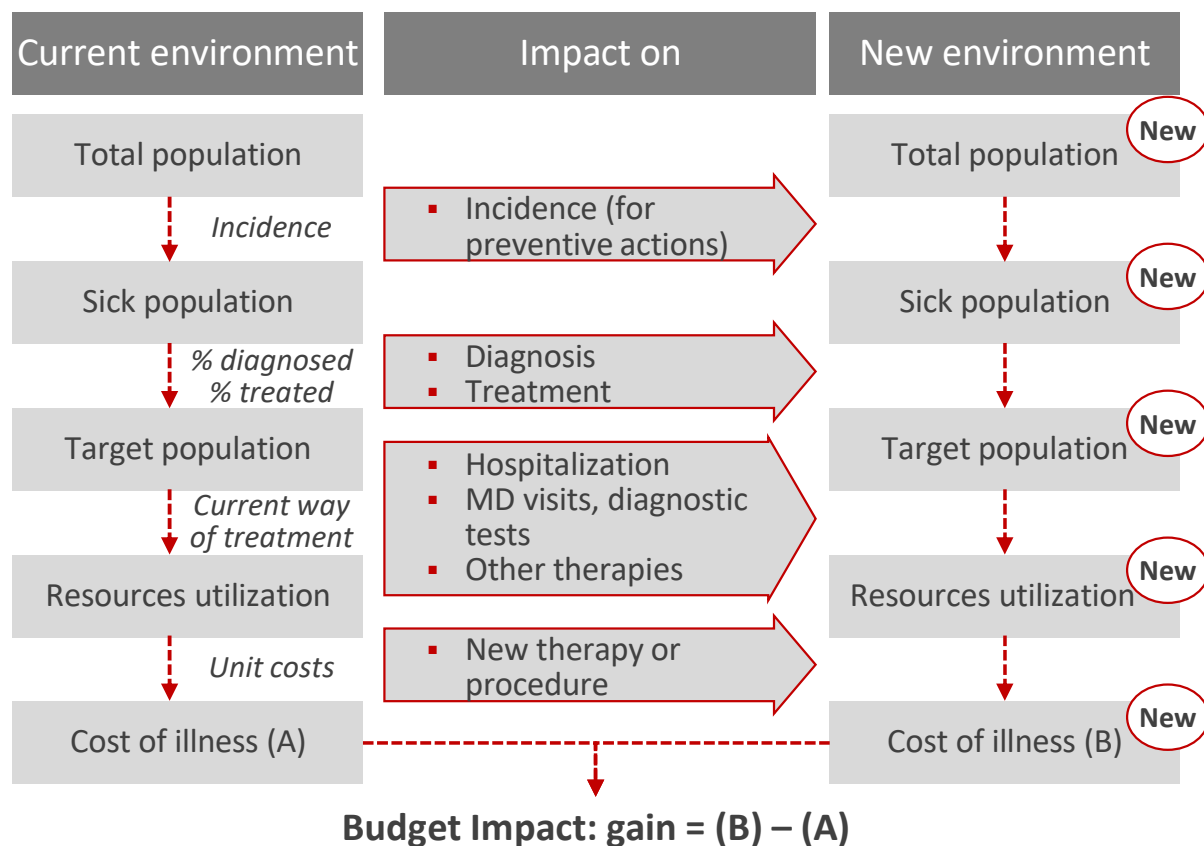 Current environment
Impact on
New environment
Total population
Incidence
Sick population
% diagnosed
% treated
Target population
Current way
of treatment
Resources utilization
Unit costs
Cost of illness (A)
▪ Incidence (for
preventive actions)
▪ Diagnosis
▪ Treatment
▪ Hospitalization
▪ MD visits, diagnostic
tests
▪ Other therapies
▪ New therapy or
procedure
New
Total population
New
Sick population
New
Target population
New
Resources utilization
New
Cost of illness (B)
Budget Impact: gain = (B) – (A)